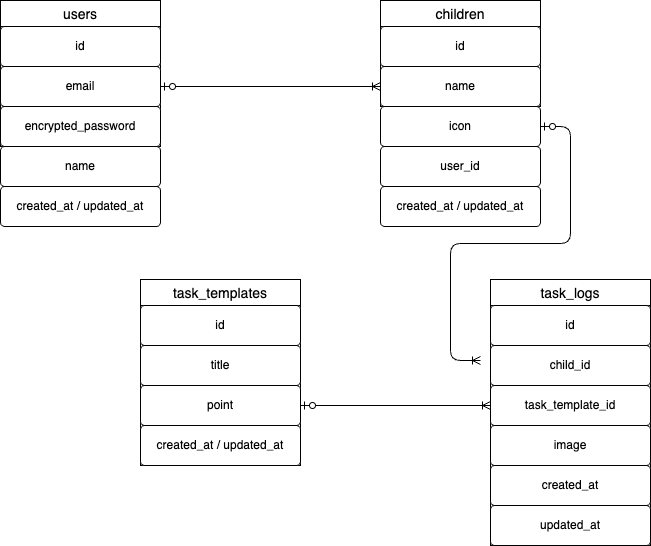 users
id
email
encrypted_password
name
created_at / updated_at
children
id
name
icon
user_id
created_at / updated_at
task_templates
id
title
point
created_at / updated_at
task_logs
id
child_id
task_template_id
image
created_at
updated_at